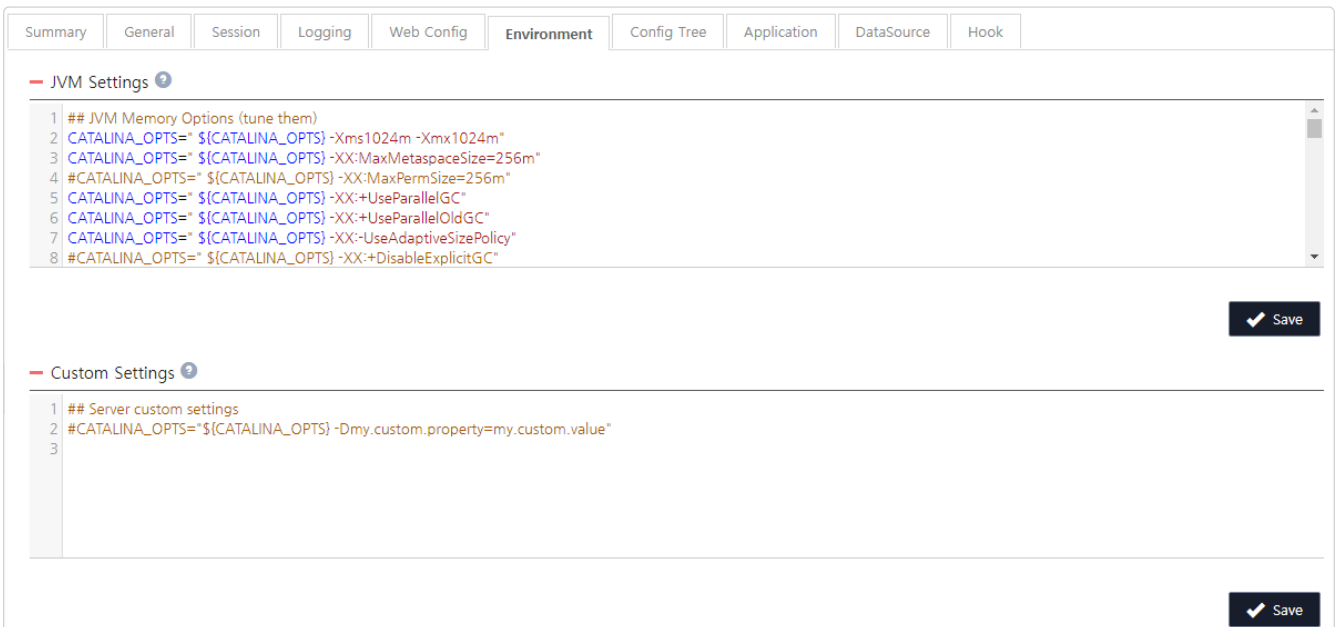 Summary General Session Logging Web Config Environment Config Tree Application DataSource Hook
JVM Settings ?
1 ## JVM Memory Options (tune them)
2 CATALINA_OPTS=" ${CATALINA_OPTS} -Xms1024m -Xmx1024m"
3 CATALINA_OPTS=" ${CATALINA_OPTS} -XX:MaxMetaspaceSize=256m"
4 #CATALINA_OPTS=" ${CATALINA_OPTS} -XX:MaxPermSize=256m"
5 CATALINA_OPTS=" ${CATALINA_OPTS} -XX:+UseParallelGC"
6 CATALINA_OPTS=" ${CATALINA_OPTS} -XX:+UseParallelOldGC"
7 CATALINA_OPTS=" ${CATALINA_OPTS} -XX:-UseAdaptiveSizePolicy"
8 #CATALINA_OPTS=" ${CATALINA_OPTS} -XX:+DisableExplicitGC"
Save
Custom Settings ?
1 ## Server custom settings
2 #CATALINA_OPTS="${CATALINA_OPTS} -Dmy.custom.property=my.custom.value"
3
Save